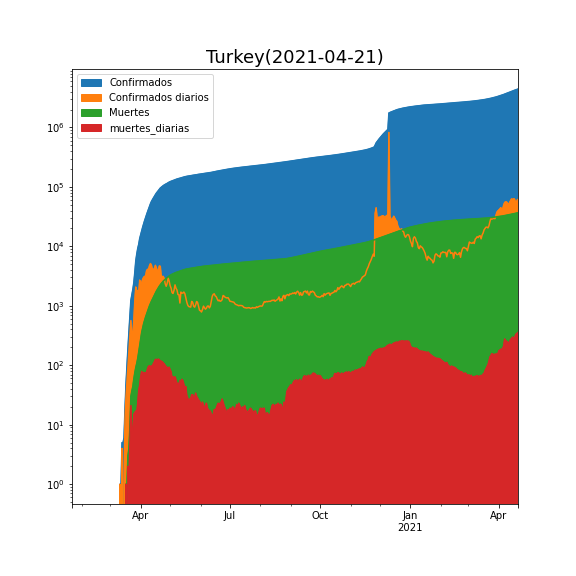 Turkey(2021-04-21)
Confirmados
Confirmados diarios
Muertes
muertes_diarias
10⁶
10⁵
10⁴
10³
10²
10¹
10⁰
Apr Jul Oct Jan Apr
2021